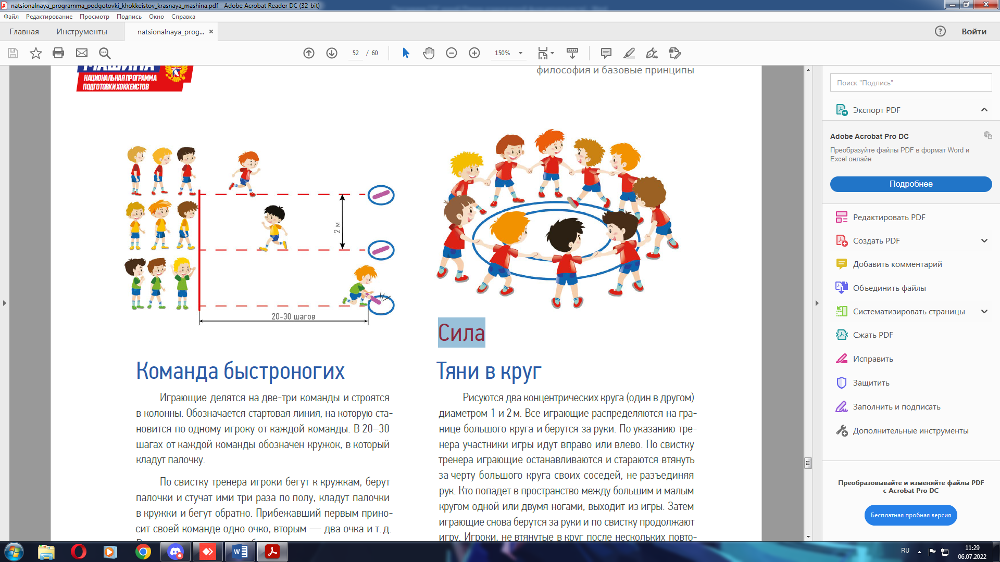 natsionalnaya_programma_podgotovki_khokkeistov_krasnaya_mashina.pdf - Adobe Acrobat Reader DC (32-bit)
Файл Редактирование Просмотр Подпись Окно Справка
Главная Инструменты natsionalnaya_prog...
Войти
52 / 60
150%
МАШИНА
НАЦИОНАЛЬНАЯ ПРОГРАММА
ПОДГОТОВКИ ХОККЕИСТОВ
философия и базовые принципы
2 м
20-30 шагов
Команда быстроногих
Играющие делятся на две-три команды и строятся
в колонны. Обозначается стартовая линия, на которую ста-
новится по одному игроку от каждой команды. В 20–30
шагах от каждой команды обозначен кружок, в который
кладут палочку.
По свистку тренера игроки бегут к кружкам, берут
палочки и стучат ими три раза по полу, кладут палочки
в кружки и бегут обратно. Прибежавший первым прино-
сит своей команде одно очко, вторым — два очка и т. д.
Сила
Тяни в круг
Рисуются два концентрических круга (один в другом)
диаметром 1 и 2 м. Все играющие распределяются на гра-
нице большого круга и берутся за руки. По указанию тре-
нера участники игры идут вправо или влево. По свистку
тренера играющие останавливаются и стараются втянуть
за черту большого круга своих соседей, не разъединяя
рук. Кто попадет в пространство между большим и малым
кругом одной или двумя ногами, выходит из игры. Затем
играющие снова берутся за руки и по свистку продолжают
игру. Игроки, не втянутые в круг после нескольких повто-
Поиск "Подпись"
Экспорт PDF
Adobe Acrobat Pro DC
Преобразуйте файлы PDF в формат Word и
Excel онлайн
Подробнее
Редактировать PDF
Создать PDF
Добавить комментарий
Объединить файлы
Систематизировать страницы
Сжать PDF
Исправить
Защитить
Заполнить и подписать
Дополнительные инструменты
Преобразовывайте и изменяйте файлы PDF
с Acrobat Pro DC
Бесплатная пробная версия
RU
11:29
06.07.2022